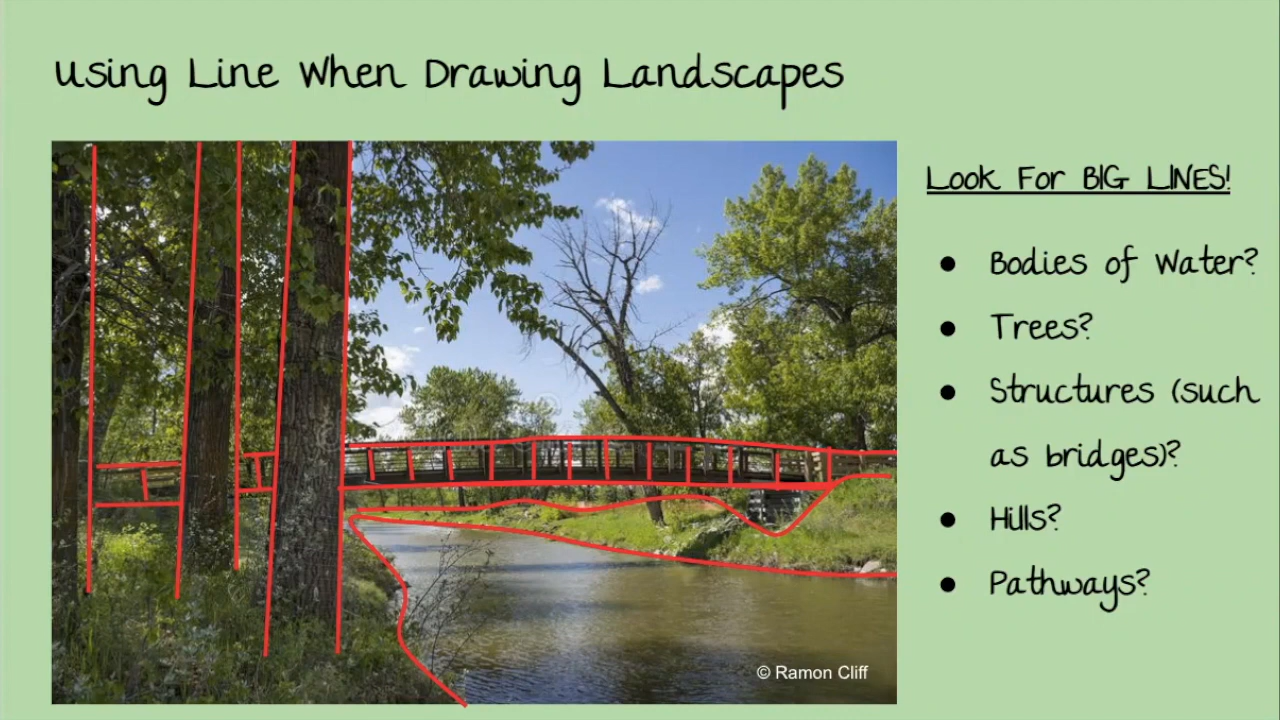 Using Line When Drawing Landscapes
Look For BIG LINES!
● Bodies of Water?
● Trees?
● Structures (such
as bridges)?
● Hills?
● Pathways?
© Ramon Cliff